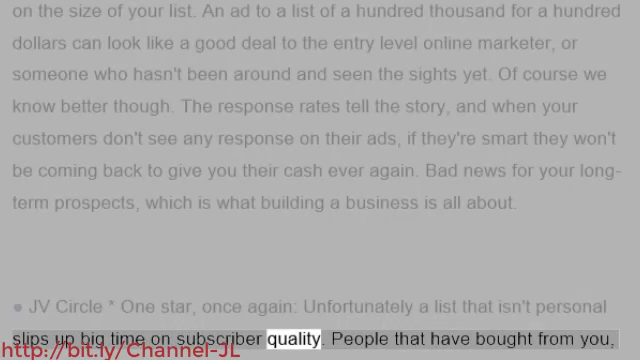 on the size of your list. An ad to a list of a hundred thousand for a hundred
dollars can look like a good deal to the entry level online marketer, or
someone who hasn't been around and seen the sights yet. Of course we
know better though. The response rates tell the story, and when your
customers don't see any response on their ads, if they're smart they won't
be coming back to give you their cash ever again. Bad news for your long-
term prospects, which is what building a business is all about.
● JV Circle * One star, once again: Unfortunately a list that isn't personal
slips up big time on subscriber quality. People that have bought from you,
http://bit.ly/Channel-JL